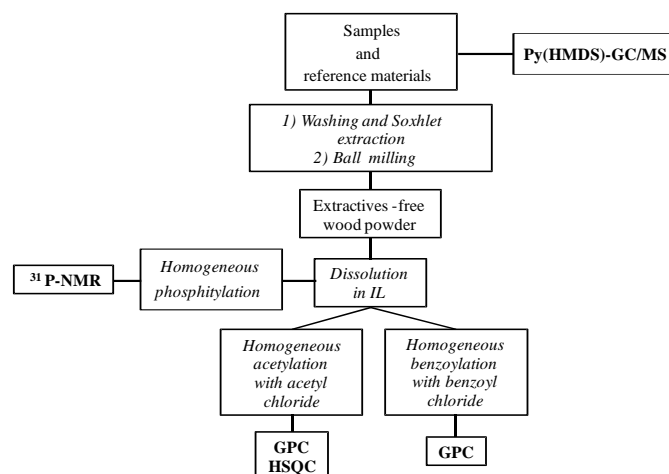 Samples
and
reference materials
Py(HMDS)-GC/MS
1) Washing and Soxhlet
extraction
2) Ball milling
Extractives -free
wood powder
31 P-NMR
Homogeneous
phosphitylation
Dissolution
in IL
Homogeneous
acetylation
with acetyl
chloride
Homogeneous
benzoylation
with benzoyl
chloride
GPC
HSQC
GPC